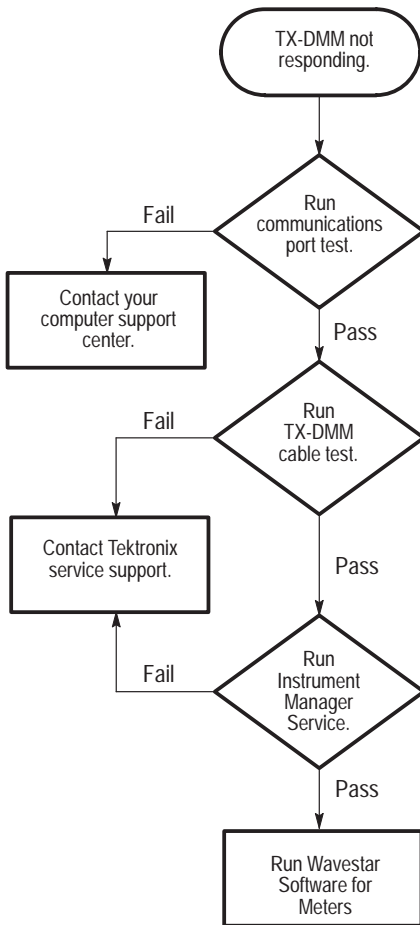 TX-DMM not
responding.
Run
communications
port test.
Fail
Contact your
computer support
center.
Pass
Run
TX-DMM
cable test.
Fail
Contact Tektronix
service support.
Pass
Run
Instrument
Manager
Service.
Fail
Pass
Run Wavestar
Software for
Meters